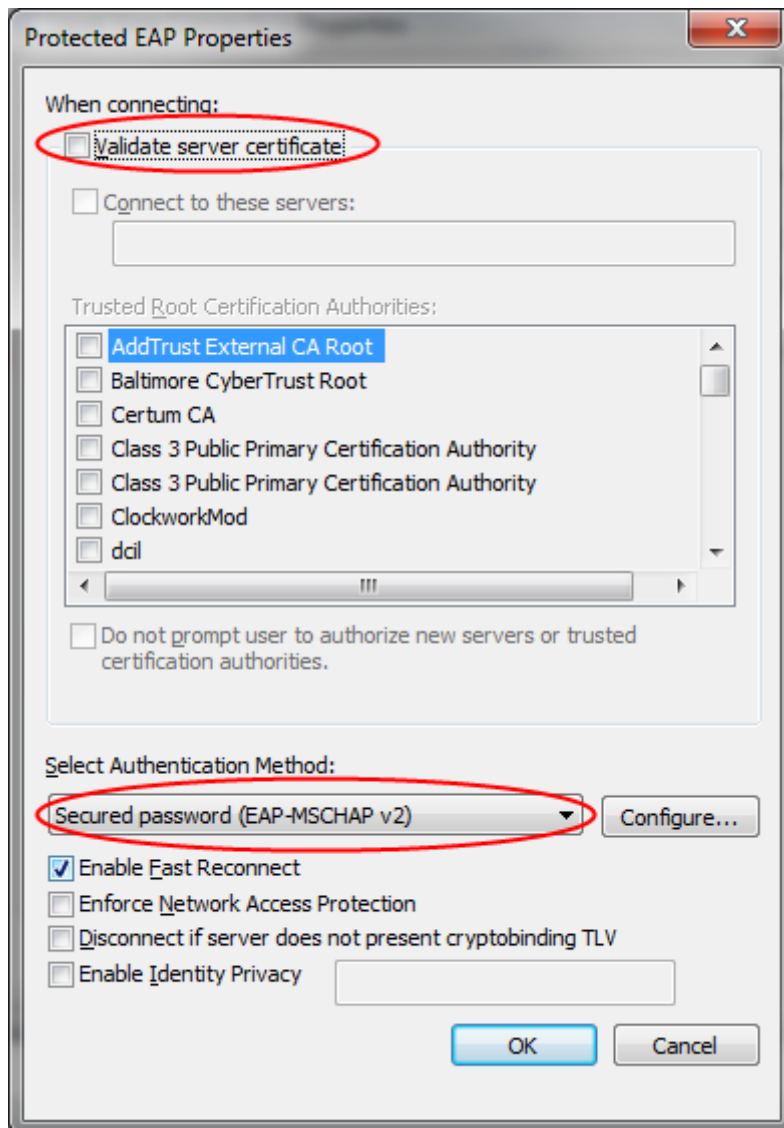 Protected EAP Properties
When connecting:
Validate server certificate
Connect to these servers:
Trusted Root Certification Authorities:
AddTrust External CA Root
Baltimore CyberTrust Root
Certum CA
Class 3 Public Primary Certification Authority
Class 3 Public Primary Certification Authority
ClockworkMod
dcil
Do not prompt user to authorize new servers or trusted
certification authorities.
Select Authentication Method:
Secured password (EAP-MSCHAP v2) Configure...
Enable Fast Reconnect
Enforce Network Access Protection
Disconnect if server does not present cryptobinding TLV
Enable Identity Privacy
OK Cancel